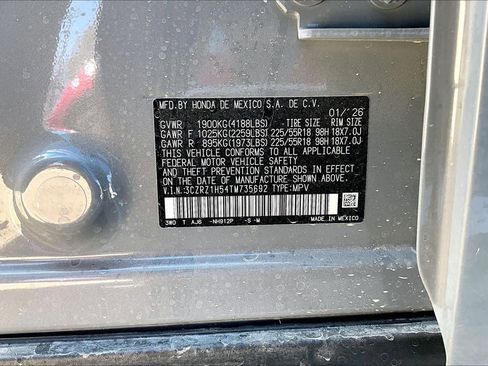 MFD.BY HONDA DE MEXICO S.A. DE C.V.
01/'26
GVWR 1900KG(4188LBS) TIRE SIZE RIM SIZE
GAWR F 1025KG(2259LBS) 225/55R18 98H 18X7.0J
GAWR R 895KG(1973LBS) 225/55R18 98H 18X7.0J
THIS VEHICLE CONFORMS TO ALL APPLICABLE
FEDERAL MOTOR VEHICLE SAFETY AND
THEFT PREVENTION STANDARDS IN EFFECT ON
THE DATE OF MANUFACTURE SHOWN ABOVE.
V.I.N:3CZRZ1H54TM735692 TYPE:MPV
3W0 T AJ6 -NH912P -S -M MADE IN MEXICO